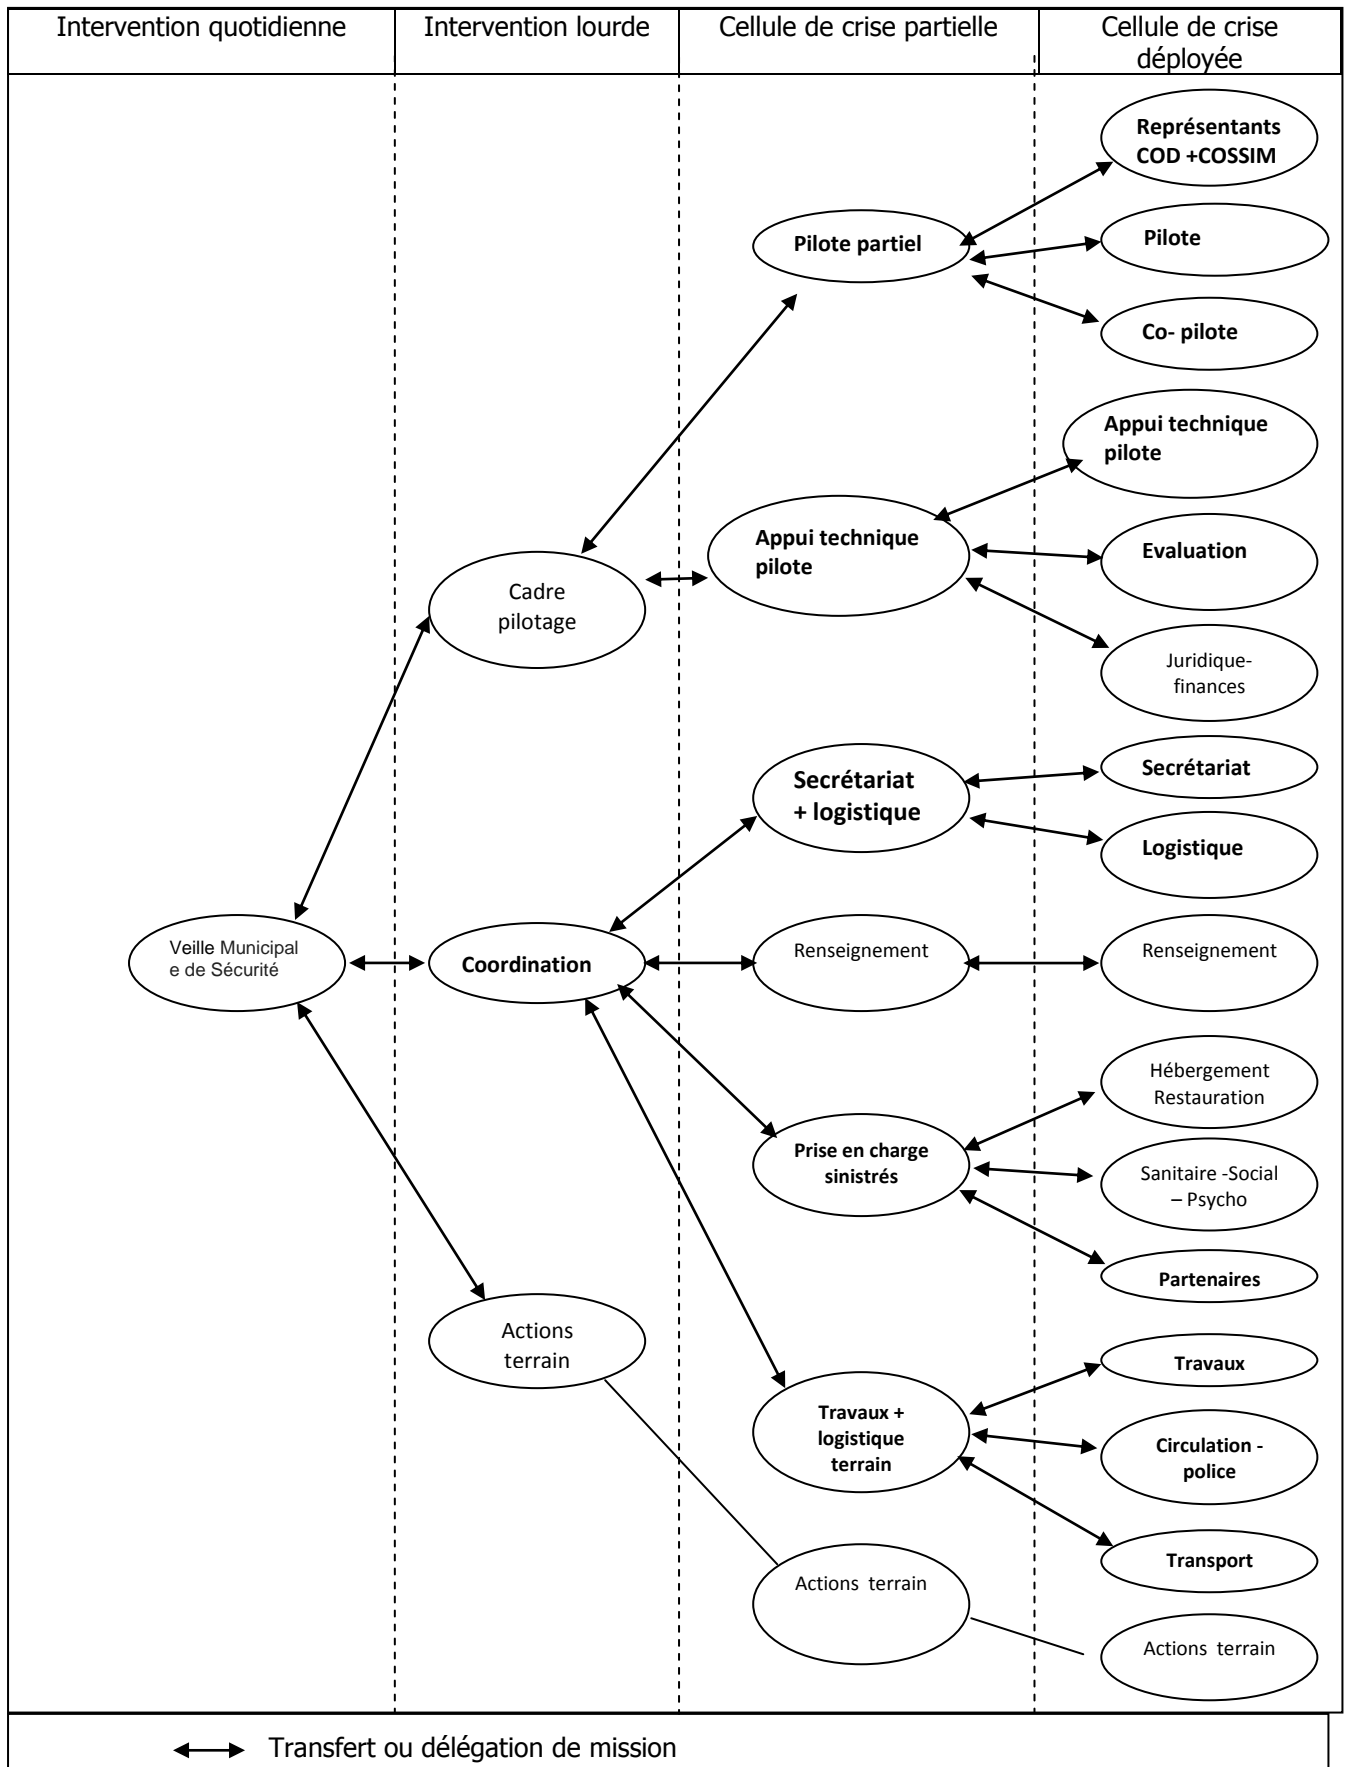 Intervention quotidienne
Intervention lourde
Cellule de crise partielle
Cellule de crise
déployée
Représentants
COD +COSSIM
Pilote partiel
Pilote
Co- pilote
Appui technique
pilote
Appui technique
pilote
Evaluation
Cadre
pilotage
Juridique-
finances
Secrétariat
+ logistique
Secrétariat
Logistique
Veille Municipal
e de Sécurité
Coordination
Renseignement
Renseignement
Hébergement
Restauration
Prise en charge
sinistrés
Sanitaire -Social
– Psycho
Partenaires
Actions
terrain
Travaux
Travaux +
logistique
terrain
Circulation -
police
Transport
Actions terrain
Actions terrain
Transfert ou délégation de mission